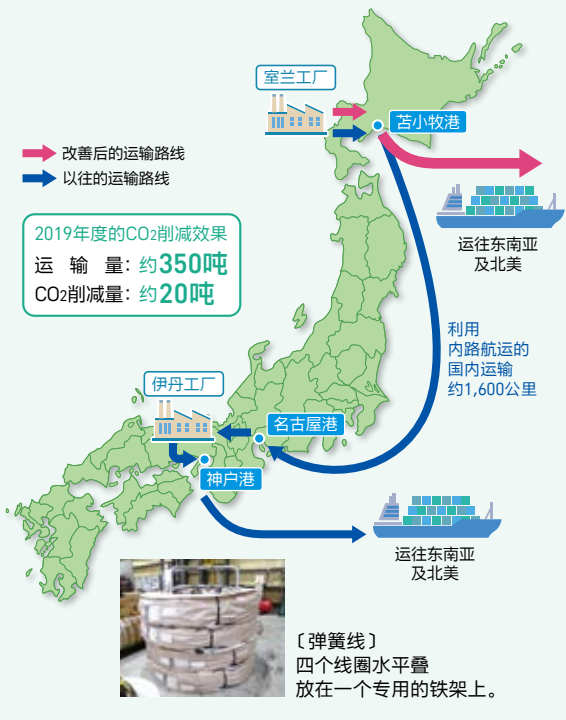 室兰工厂
苫小牧港
改善后的运输路线
以往的运输路线
运往东南亚
及北美
2019年度的CO2削减效果
运 输 量：约350吨
CO2削减量：约20吨
利用
内路航运的
国内运输
约1,600公里
伊丹工厂
名古屋港
神户港
运往东南亚
及北美
〔弹簧线〕
四个线圈水平叠
放在一个专用的铁架上。